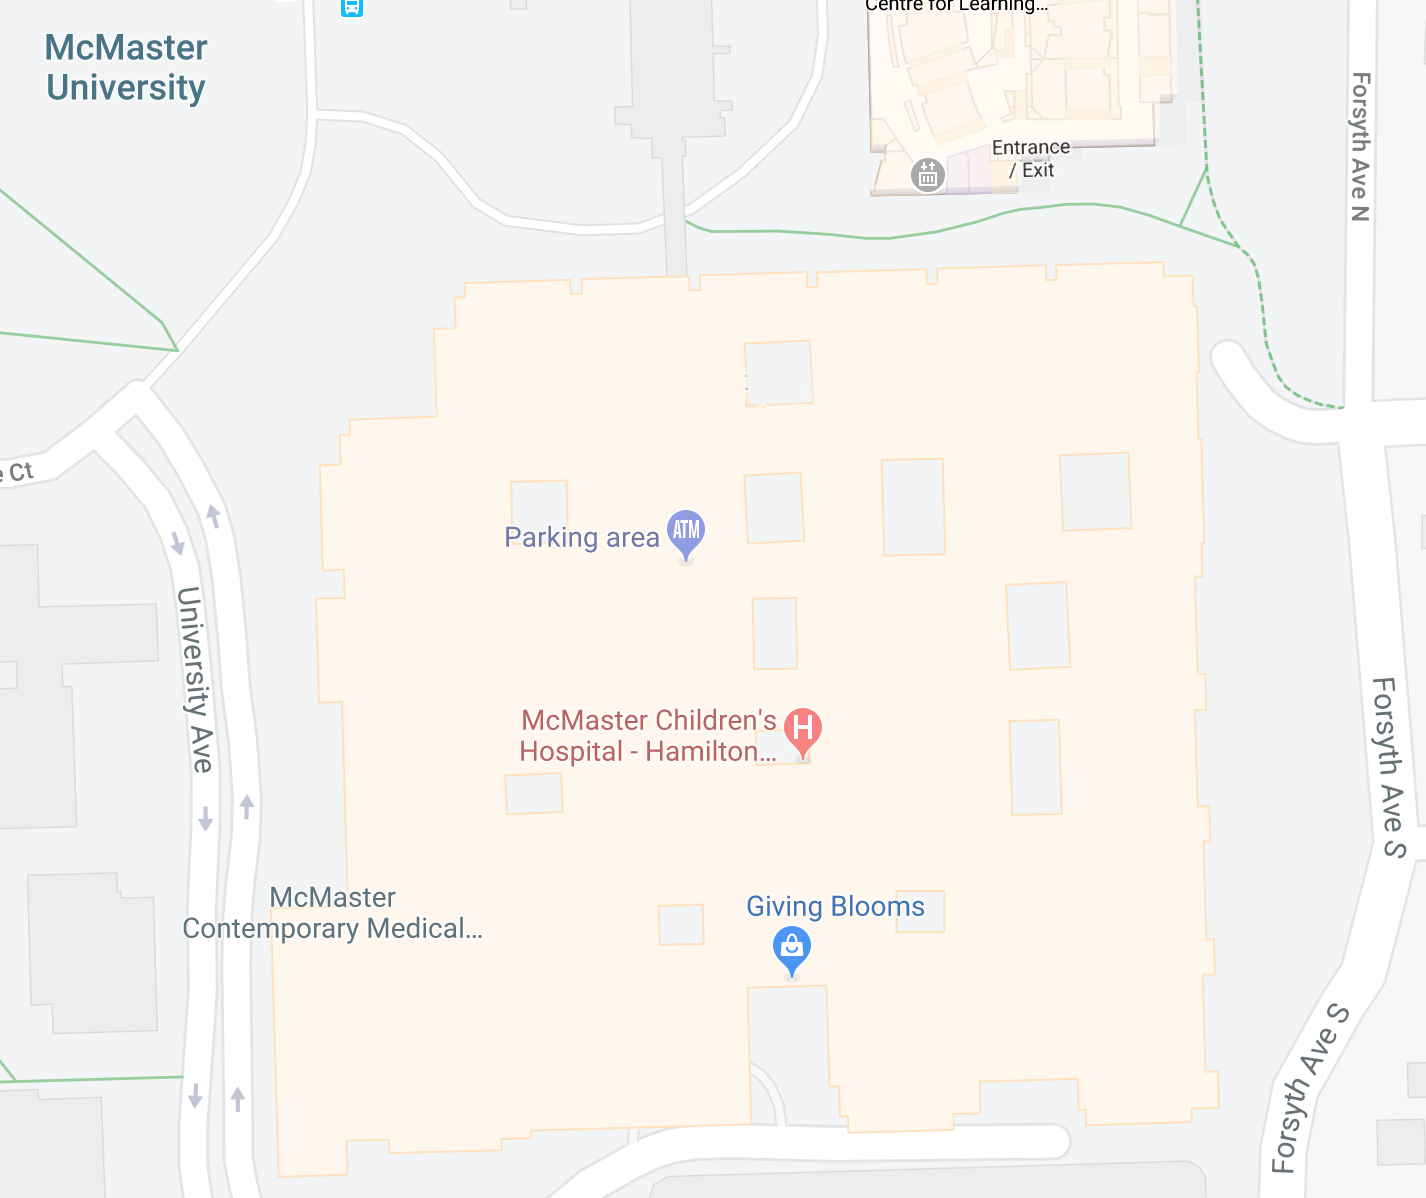 Centre for Learning...
McMaster
University
Forsyth Ave N
Entrance
/ Exit
e Ct
ATM
Parking area
University Ave
McMaster Children's
Hospital - Hamilton...
H
Forsyth Ave S
McMaster
Contemporary Medical...
Giving Blooms
Forsyth Ave S